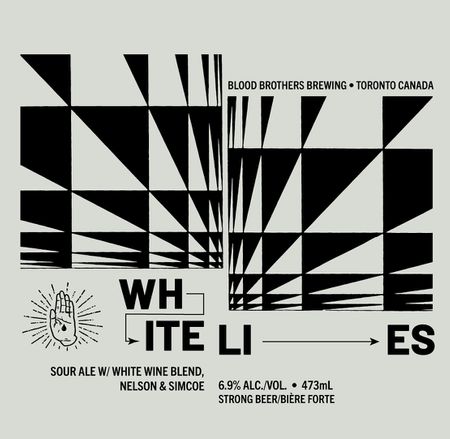 BLOOD BROTHERS BREWING • TORONTO CANADA
WH
ITE LI ES
SOUR ALE W/ WHITE WINE BLEND,
NELSON & SIMCOE
6.9% ALC./VOL. • 473mL
STRONG BEER/BIÈRE FORTE